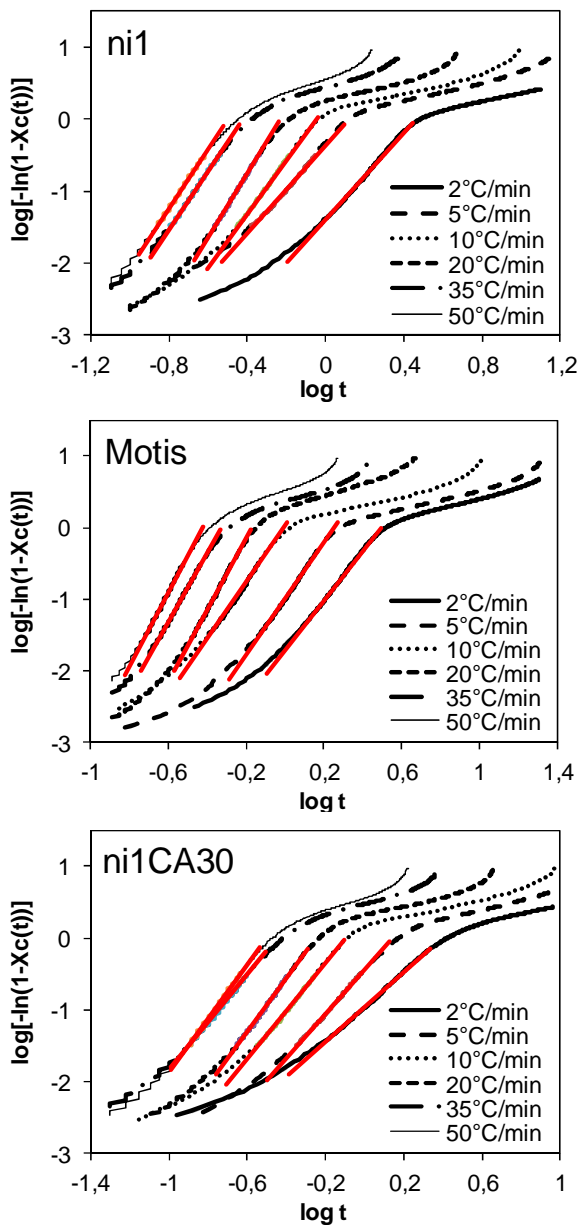 ni1
log[-ln(1-Xc(t))]
1
0
-1
-2
-3
2°C/min
5°C/min
10°C/min
20°C/min
35°C/min
50°C/min
-1,2 -0,8 -0,4 0 0,4 0,8 1,2
log t
Motis
log[-ln(1-Xc(t))]
1
0
-1
-2
-3
2°C/min
5°C/min
10°C/min
20°C/min
35°C/min
50°C/min
-1 -0,6 -0,2 0,2 0,6 1 1,4
log t
ni1CA30
log[-ln(1-Xc(t))]
1
0
-1
-2
-3
2°C/min
5°C/min
10°C/min
20°C/min
35°C/min
50°C/min
-1,4 -1 -0,6 -0,2 0,2 0,6 1
log t